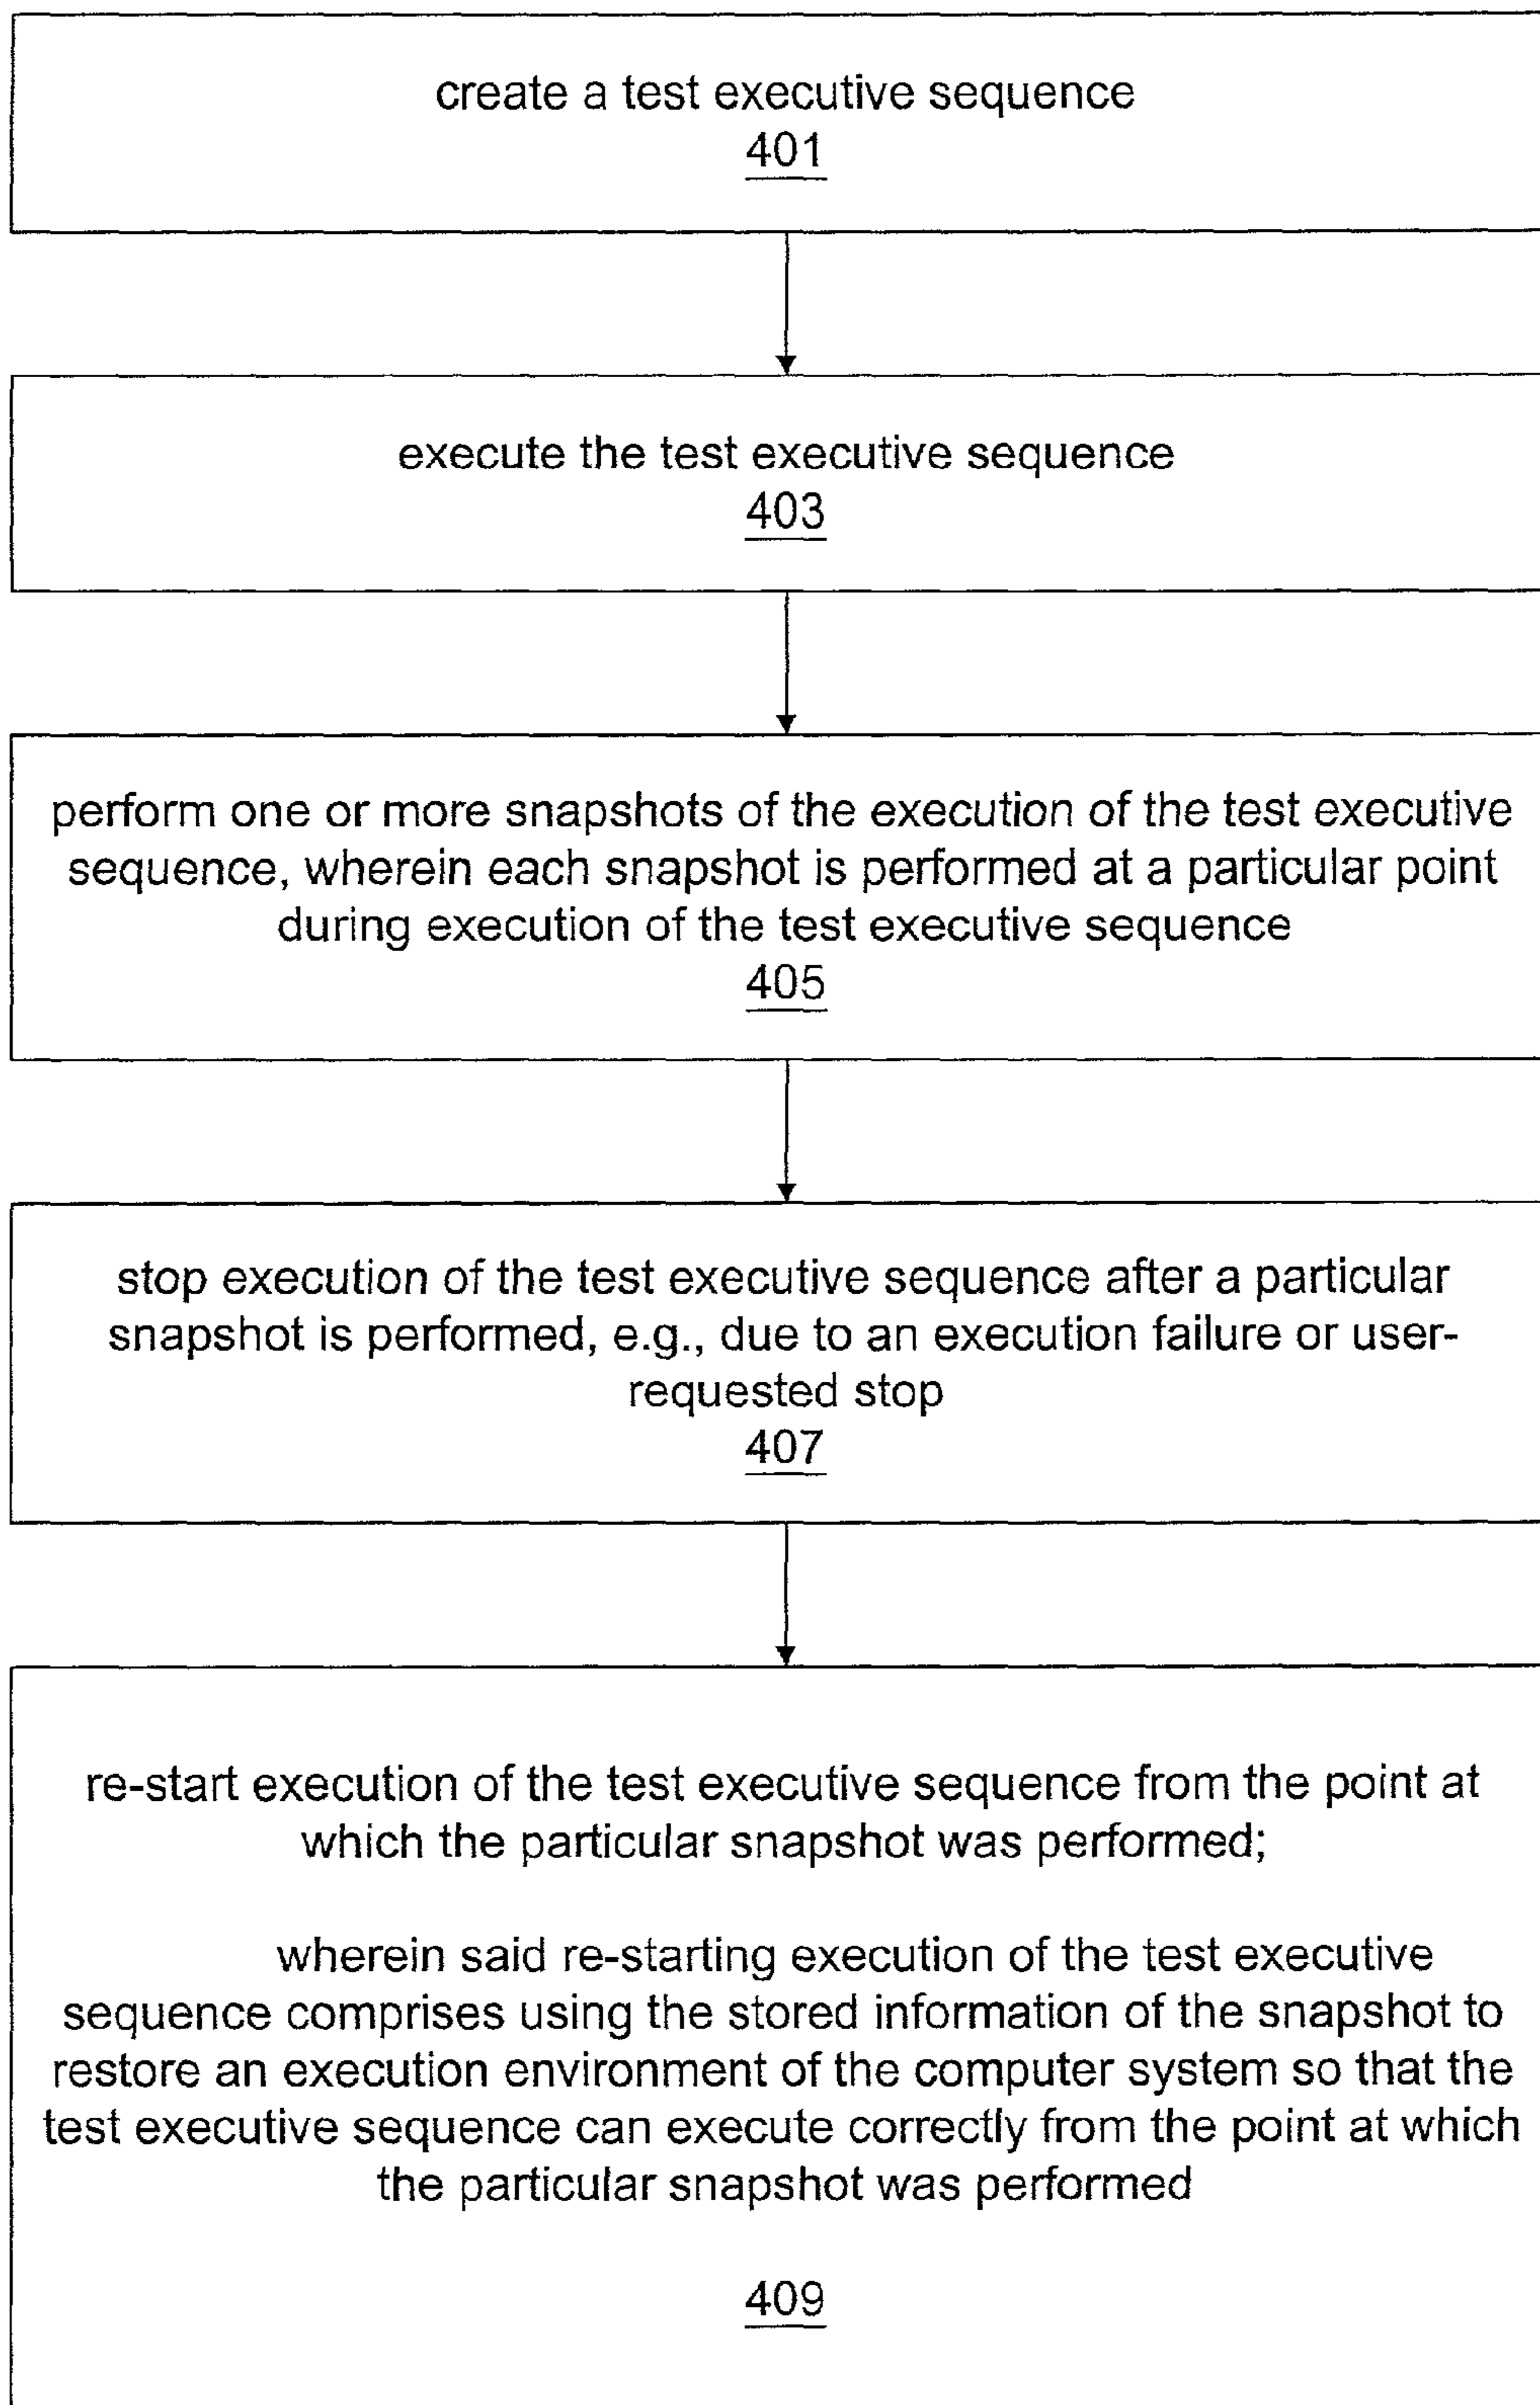 create a test executive sequence
401
execute the test executive sequence
403
perform one or more snapshots of the execution of the test executive
sequence, wherein each snapshot is performed at a particular point
during execution of the test executive sequence
405
stop execution of the test executive sequence after a particular
snapshot is performed, e.g., due to an execution failure or user-
requested stop
407
re-start execution of the test executive sequence from the point at
which the particular snapshot was performed;
wherein said re-starting execution of the test executive
sequence comprises using the stored information of the snapshot to
restore an execution environment of the computer system so that the
test executive sequence can execute correctly from the point at which
the particular snapshot was performed
409